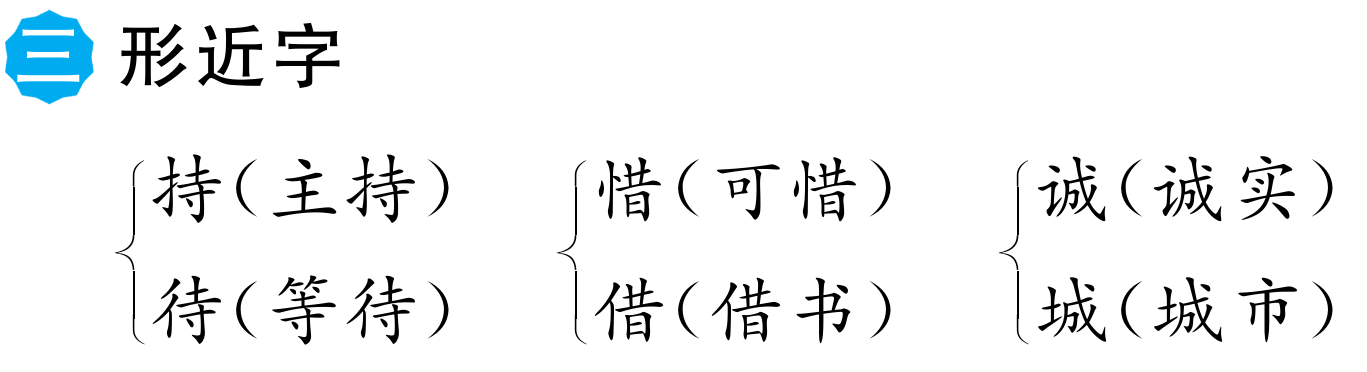 三 形近字
持(主持) 惜(可惜) 诚(诚实)
待(等待) 借(借书) 城(城市)